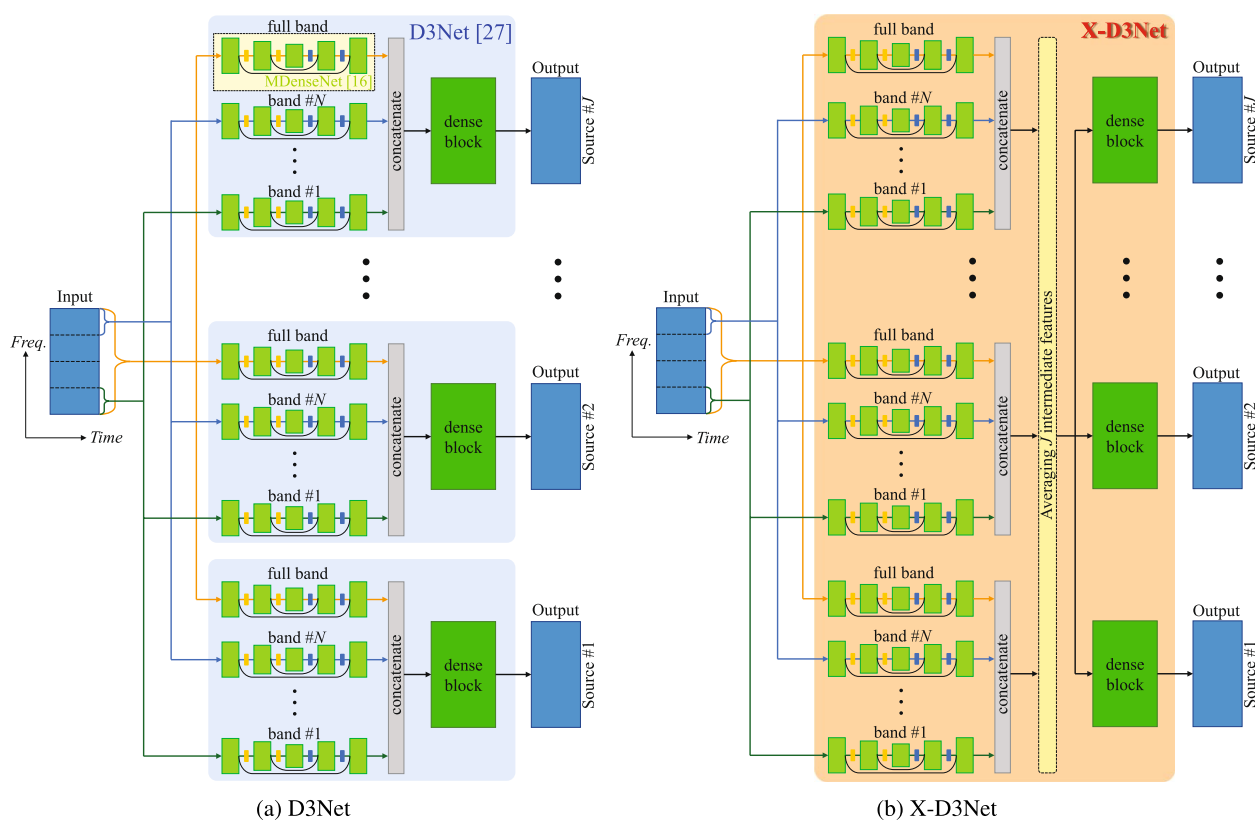 full band
D3Net [27]
MDenseNet [16]
band #N
band #1
concatenate
dense
block
Output
Source #J
Input
Freq.
Time
full band
band #N
band #1
concatenate
dense
block
Output
Source #2
full band
band #N
band #1
concatenate
dense
block
Output
Source #1
(a) D3Net
X-D3Net
full band
band #N
band #1
concatenate
dense
block
Output
Source #J
Input
Freq.
Time
full band
band #N
band #1
concatenate
Averaging J intermediate features
dense
block
Output
Source #2
full band
band #N
band #1
concatenate
dense
block
Output
Source #1
(b) X-D3Net